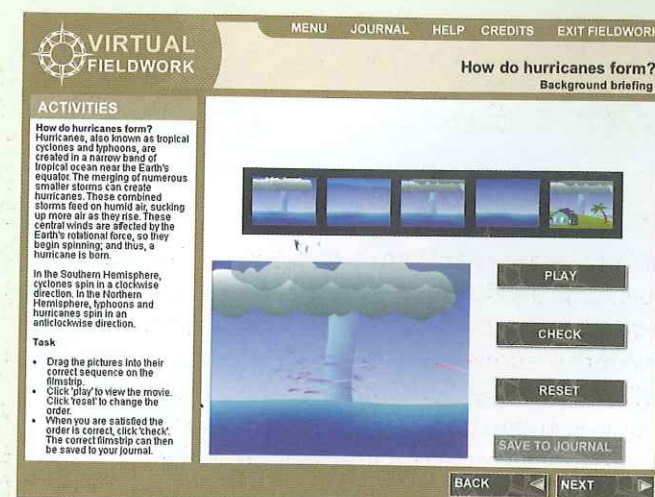 MENU JOURNAL HELP CREDITS EXIT FIELDWORK
VIRTUAL
FIELDWORK
How do hurricanes form?
Background briefing
ACTIVITIES
How do hurricanes form?
Hurricanes, also known as tropical
cyclones and typhoons, are
created in a narrow band of
tropical ocean near the Earth's
equator. The merging of numerous
smaller storms can create
hurricanes. These combined
storms feed on humid air, sucking
up more air as they rise. These
central winds are affected by the
Earth's rotational force, so they
begin spinning; and thus, a
hurricane is born.
In the Southern Hemisphere,
cyclones spin in a clockwise
direction. In the Northern
Hemisphere, typhoons and
hurricanes spin in an
anticlockwise direction.
Task
• Drag the pictures into their
correct sequence on the
filmstrip.
• Click 'play' to view the movie.
Click 'reset' to change the
order.
• When you are satisfied the
order is correct, click 'check'.
The correct filmstrip can then
be saved to your journal.
PLAY
CHECK
RESET
SAVE TO JOURNAL
BACK NEXT